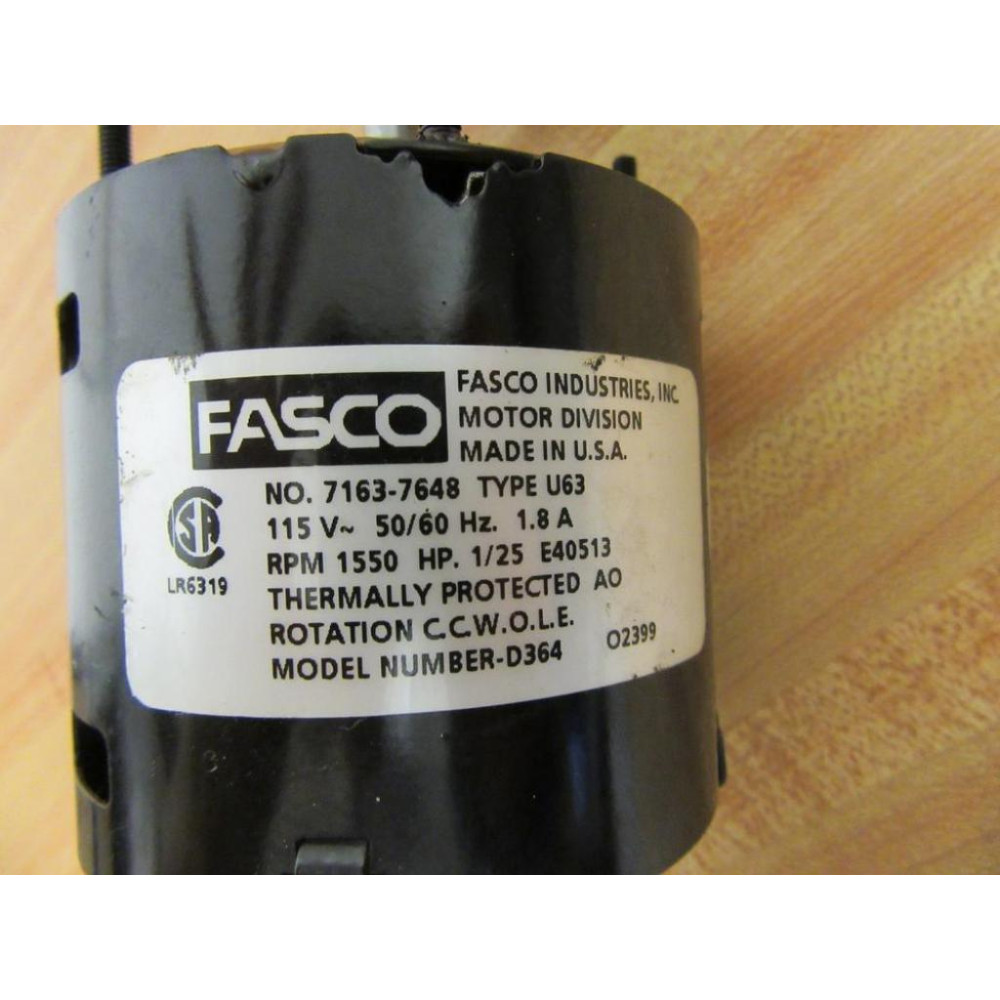 FASCO
FASCO INDUSTRIES, INC.
MOTOR DIVISION
MADE IN U.S.A.
NO. 7163-7648 TYPE U63
115 V~ 50/60 Hz. 1.8 A
RPM 1550 HP. 1/25 E40513
THERMALLY PROTECTED AO
ROTATION C.C.W.O.L.E.
MODEL NUMBER-D364 O2399
CSA
LR6319